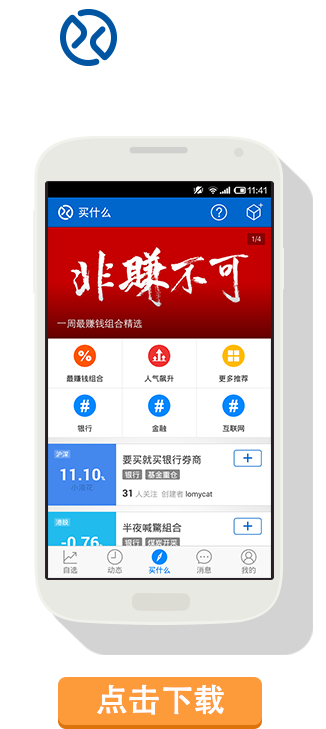 11:41
买什么
1/4
非赚不可
一周最赚钱组合精选
最赚钱组合
人气飙升
更多推荐
银行
金融
互联网
沪深
11.10%
要买就买银行券商
银行 基金重仓
31 人关注 创建者 lomycat
港股
-0.76%
半夜喊驚组合
银行 煤炭开采
自选
动态
买什么
消息
我的
点击下载